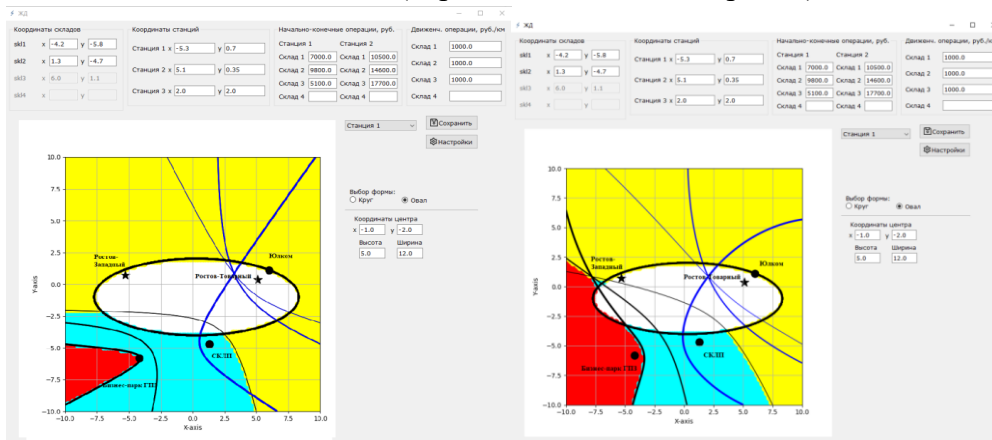 ЖД
Координаты складов
Координаты станций
Начально-конечные операции, руб.
Движенч. операции, руб./км
skl1 x -4.2 y -5.8
skl2 x 1.3 y -4.7
skl3 x 6.0 y 1.1
skl4 x y
Станция 1 x -5.3 y 0.7
Станция 2 x 5.1 y 0.35
Станция 3 x 2.0 y 2.0
Станция 1 Станция 2
Склад 1 7000.0 Склад 1 10500.0
Склад 2 9800.0 Склад 2 14600.0
Склад 3 5100.0 Склад 3 17700.0
Склад 4 Склад 4
Склад 1 1000.0
Склад 2 1000.0
Склад 3 1000.0
Склад 4
Станция 1
Сохранить
Настройки
Выбор формы:
Круг Овал
Координаты центра
x -1.0 y -2.0
Высота Ширина
5.0 12.0
10.0
7.5
5.0
2.5
0.0
−2.5
−5.0
−7.5
−10.0
Y-axis
Ростов-
Западный
Ростов-Товарный
Юлком
СКЛП
Бизнес-парк ГПЗ
−10.0 −7.5 −5.0 −2.5 0.0 2.5 5.0 7.5 10.0
X-axis
ЖД
Координаты складов
Координаты станций
Начально-конечные операции, руб.
Движенч. операции, руб./к
skl1 x -4.2 y -5.8
skl2 x 1.3 y -4.7
skl3 x 6.0 y 1.1
skl4 x y
Станция 1 x -5.3 y 0.7
Станция 2 x 5.1 y 0.35
Станция 3 x 2.0 y 2.0
Станция 1 Станция 2
Склад 1 7000.0 Склад 1 10500.0
Склад 2 9800.0 Склад 2 14600.0
Склад 3 5100.0 Склад 3 17700.0
Склад 4 Склад 4
Склад 1 1000.0
Склад 2 1000.0
Склад 3 1000.0
Склад 4
Станция 1
Сохранить
Настройки
Выбор формы:
Круг Овал
Координаты центра
x -1.0 y -2.0
Высота Ширина
5.0 12.0
10.0
7.5
5.0
2.5
0.0
−2.5
−5.0
−7.5
−10.0
Y-axis
Ростов-
Западный
Ростов-Товарный
Юлком
СКЛП
Бизнес-парк ГПЗ
−10.0 −7.5 −5.0 −2.5 0.0 2.5 5.0 7.5 10.0
X-axis